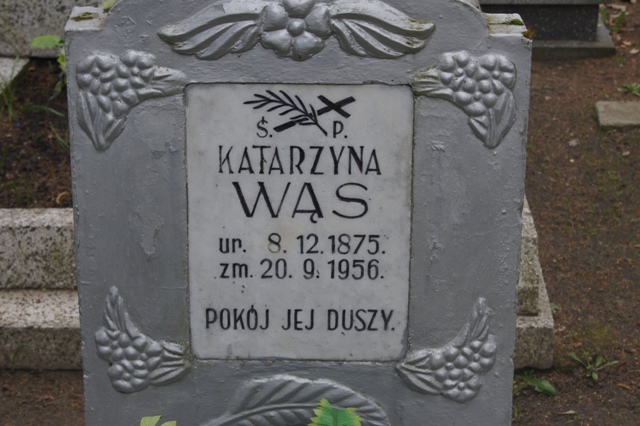 Ś. P.
KATARZYNA
WĄS
ur. 8.12.1875.
zm. 20.9.1956.
POKÓJ JEJ DUSZY.